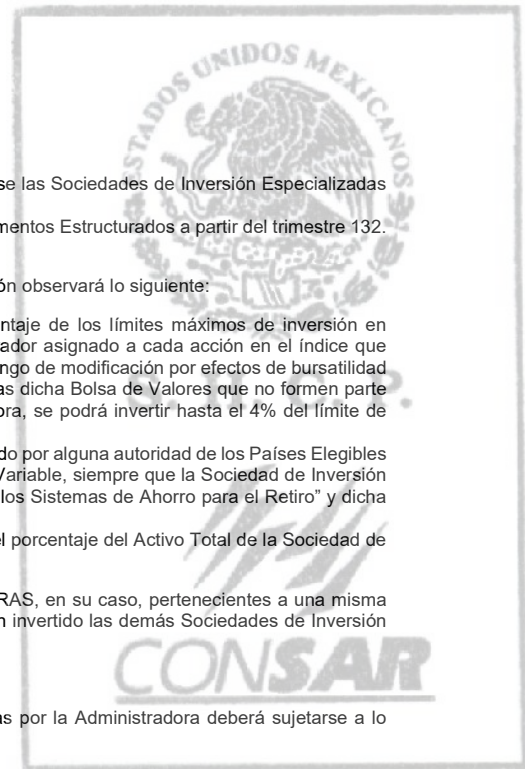 ESTADOS UNIDOS MEXICANOS
se las Sociedades de Inversión Especializadas
mentos Estructurados a partir del trimestre 132.
ón observará lo siguiente:
ntaje de los límites máximos de inversión en
ador asignado a cada acción en el índice que
ngo de modificación por efectos de bursatilidad
as dicha Bolsa de Valores que no formen parte
S. H. C. P.
ora, se podrá invertir hasta el 4% del límite de
do por alguna autoridad de los Países Elegibles
Variable, siempre que la Sociedad de Inversión
los Sistemas de Ahorro para el Retiro” y dicha
el porcentaje del Activo Total de la Sociedad de
RAS, en su caso, pertenecientes a una misma
n invertido las demás Sociedades de Inversión
CONSAR
as por la Administradora deberá sujetarse a lo